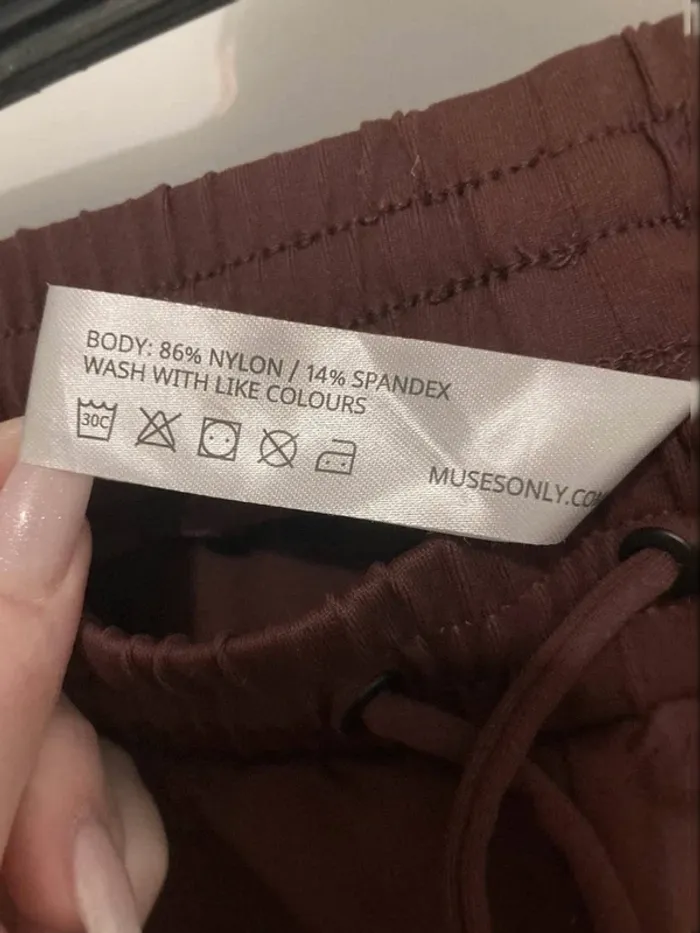 BODY: 86% NYLON / 14% SPANDEX
WASH WITH LIKE COLOURS
30C
MUSESONLY.CO